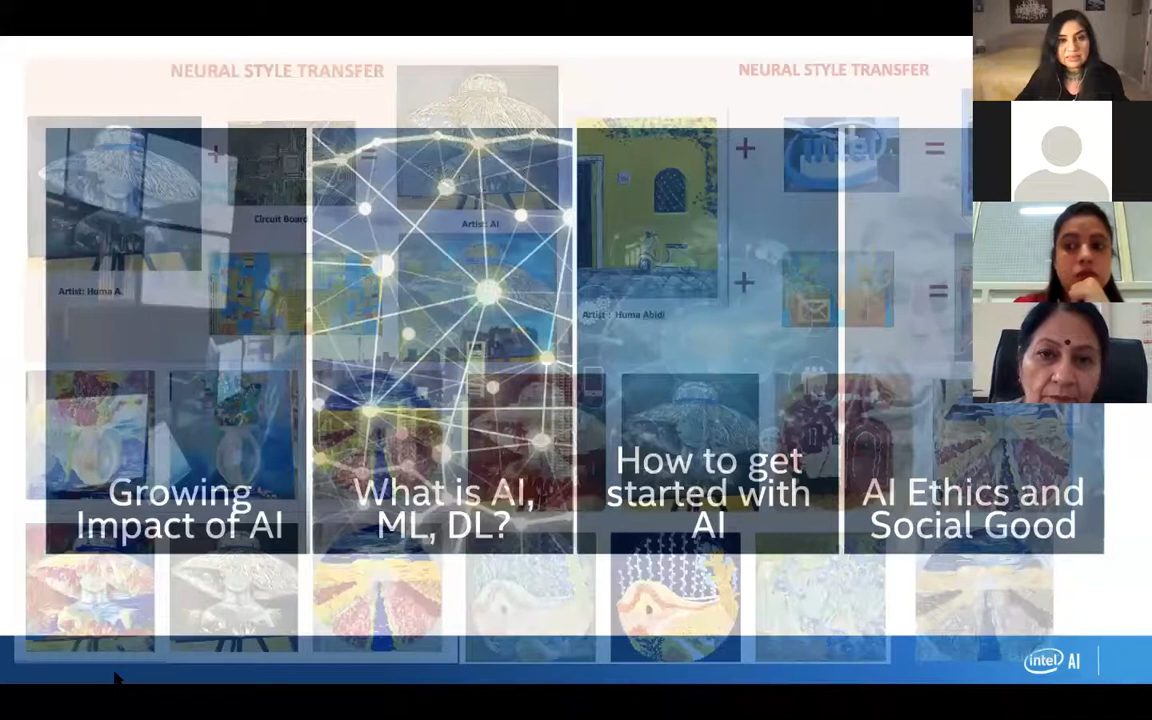 NEURAL STYLE TRANSFER
NEURAL STYLE TRANSFER
+
=
+
=
intel
Circuit Board
Artist: AI
Artist: Huma A.
+
=
Artist : Huma Abidi
Growing
Impact of AI
What is AI,
ML, DL?
How to get
started with
AI
AI Ethics and
Social Good
intel AI